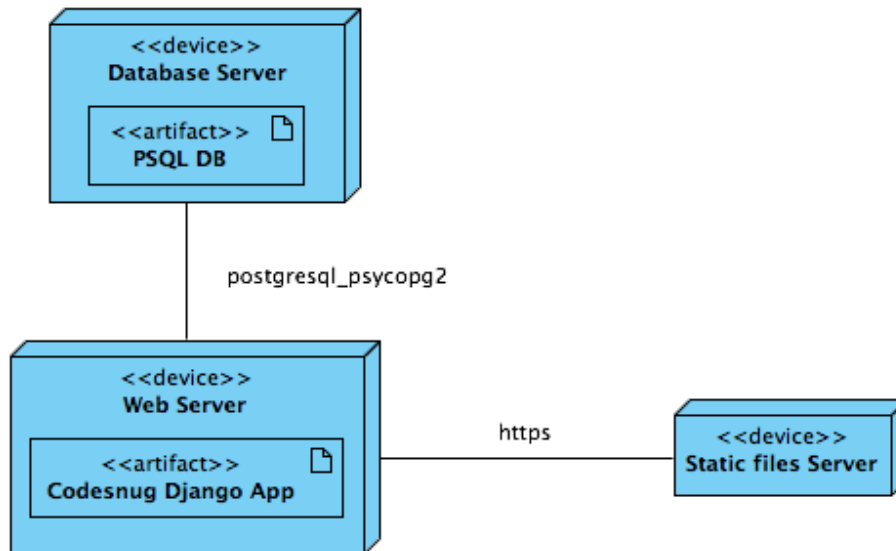 <<device>>
Database Server
<<artifact>>
PSQL DB
postgresql_psycopg2
<<device>>
Web Server
<<artifact>>
Codesnug Django App
https
<<device>>
Static files Server